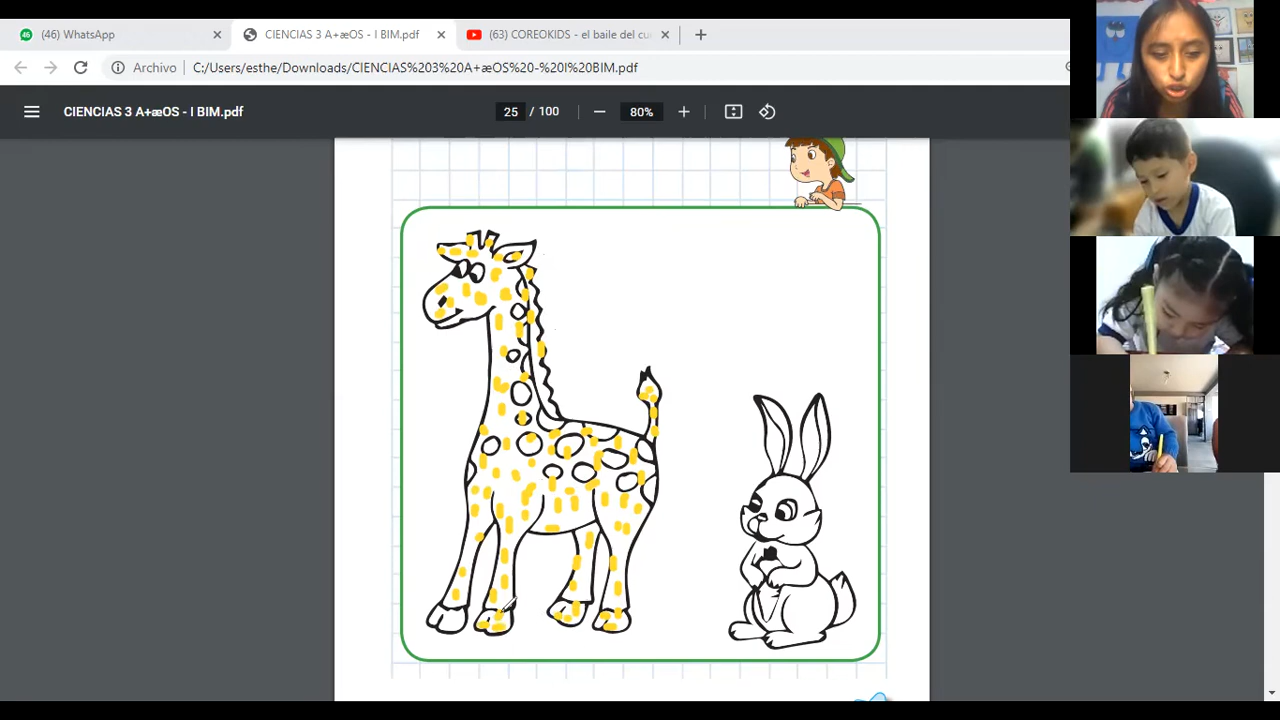 (46) WhatsApp
CIENCIAS 3 A+æOS - I BIM.pdf
(63) COREOKIDS - el baile del cu
Archivo
C:/Users/esthe/Downloads/CIENCIAS%203%20A+æOS%20-%20I%20BIM.pdf
CIENCIAS 3 A+æOS - I BIM.pdf
25 / 100
80%